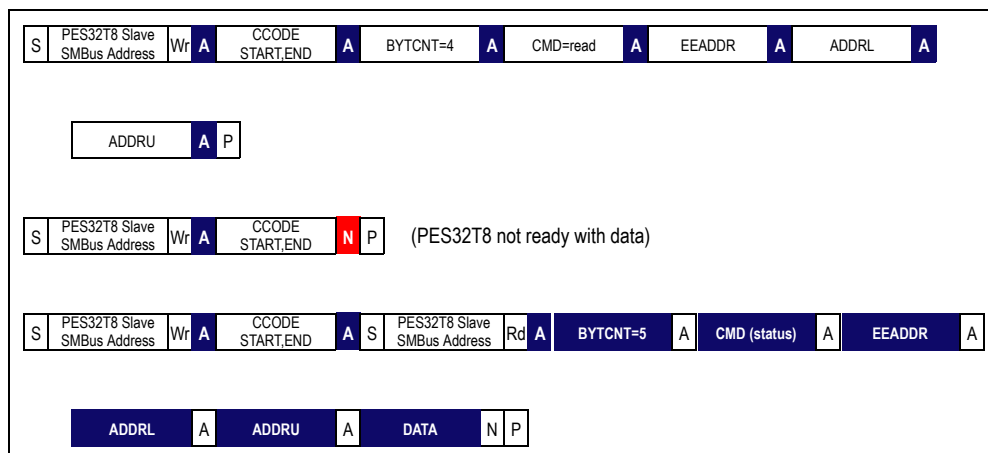 S PES32T8 Slave SMBus Address Wr A CCODE START,END A BYTCNT=4 A CMD=read A EEADDR A ADDRL A
ADDRU A P
S PES32T8 Slave SMBus Address Wr A CCODE START,END N P (PES32T8 not ready with data)
S PES32T8 Slave SMBus Address Wr A CCODE START,END A S PES32T8 Slave SMBus Address Rd A BYTCNT=5 A CMD (status) A EEADDR A
ADDRL A ADDRU A DATA N P